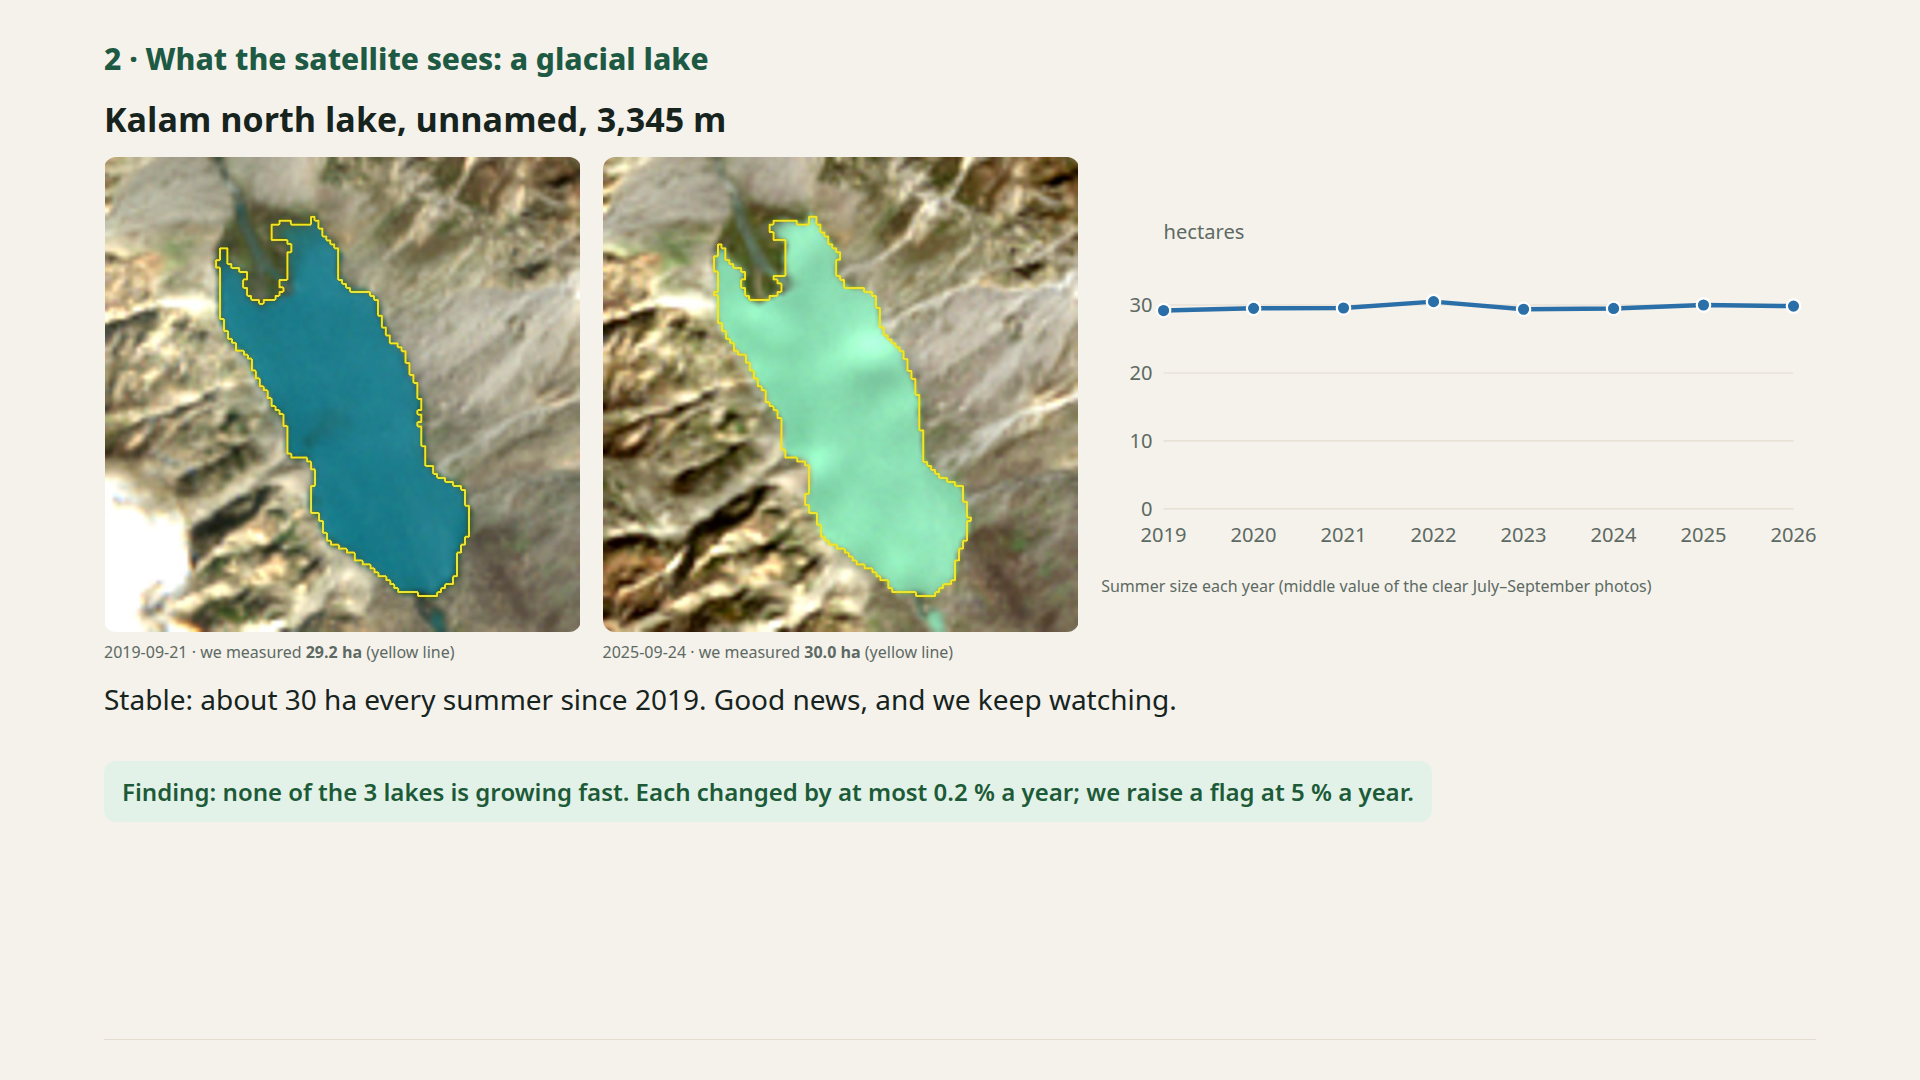 2 · What the satellite sees: a glacial lake
Kalam north lake, unnamed, 3,345 m
hectares
30
20
10
0
2019 2020 2021 2022 2023 2024 2025 2026
Summer size each year (middle value of the clear July–September photos)
2019-09-21 · we measured 29.2 ha (yellow line)
2025-09-24 · we measured 30.0 ha (yellow line)
Stable: about 30 ha every summer since 2019. Good news, and we keep watching.
Finding: none of the 3 lakes is growing fast. Each changed by at most 0.2 % a year; we raise a flag at 5 % a year.